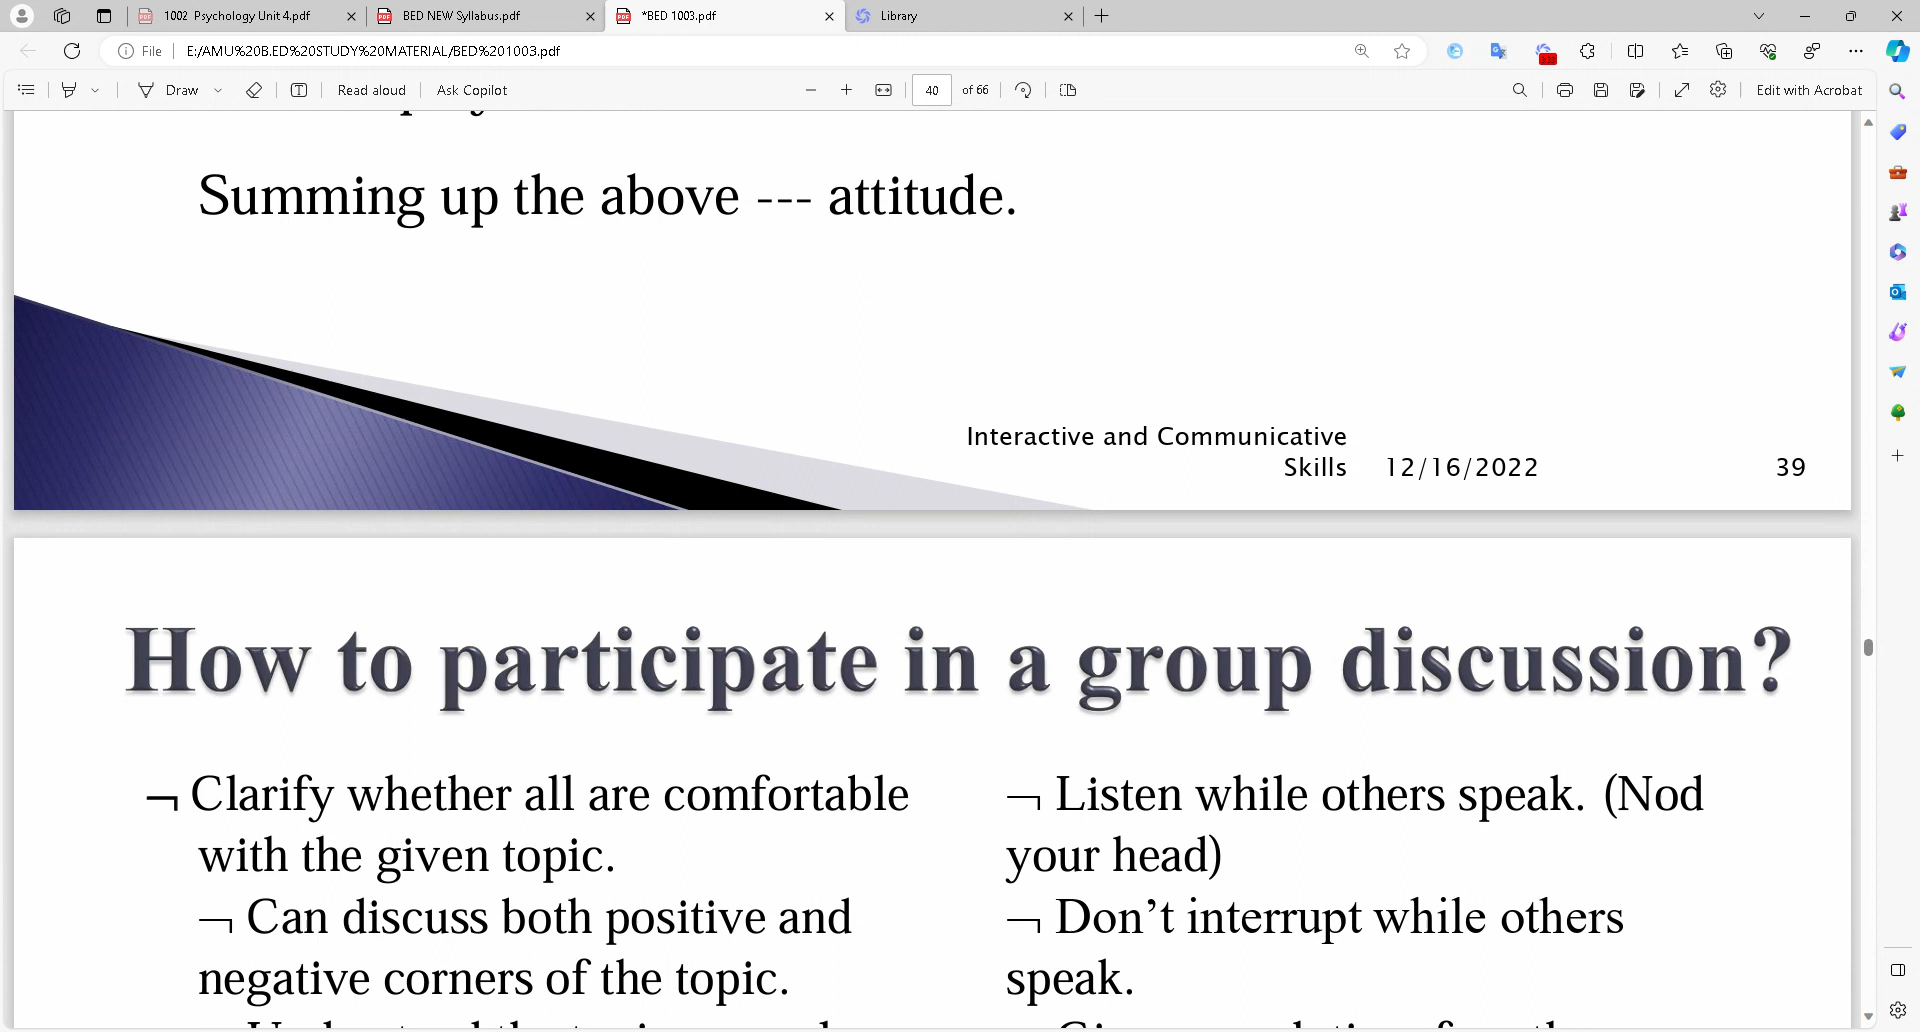 1002 Psychology Unit 4.pdf
BED NEW Syllabus.pdf
*BED 1003.pdf
Library
File
E:/AMU%20B.ED%20STUDY%20MATERIAL/BED%201003.pdf
Draw
Read aloud
Ask Copilot
40
of 66
Edit with Acrobat
Summing up the above --- attitude.
Interactive and Communicative
Skills 12/16/2022 39
How to participate in a group discussion?
¬ Clarify whether all are comfortable
with the given topic.
¬ Can discuss both positive and
negative corners of the topic.
¬ Listen while others speak. (Nod
your head)
¬ Don’t interrupt while others
speak.